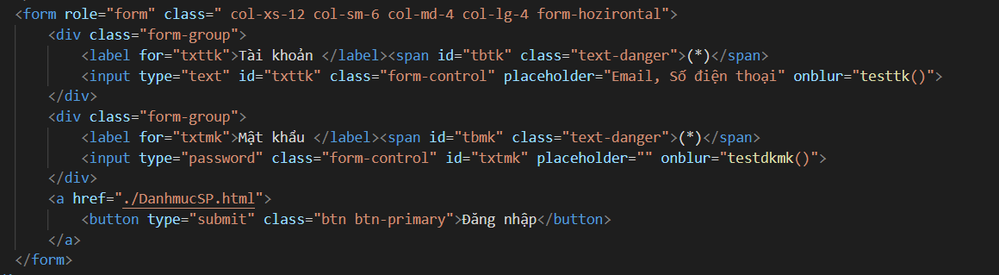 <form role="form" class=" col-xs-12 col-sm-6 col-md-4 col-lg-4 form-hozirontal">
<div class="form-group">
<label for="txttk">Tài khoản </label><span id="tbtk" class="text-danger">(*)</span>
<input type="text" id="txttk" class="form-control" placeholder="Email, Số điện thoại" onblur="testtk()">
</div>
<div class="form-group">
<label for="txtmk">Mật khẩu </label><span id="tbmk" class="text-danger">(*)</span>
<input type="password" class="form-control" id="txtmk" placeholder="" onblur="testdkmk()">
</div>
<a href="./DanhmucSP.html">
<button type="submit" class="btn btn-primary">Đăng nhập</button>
</a>
</form>